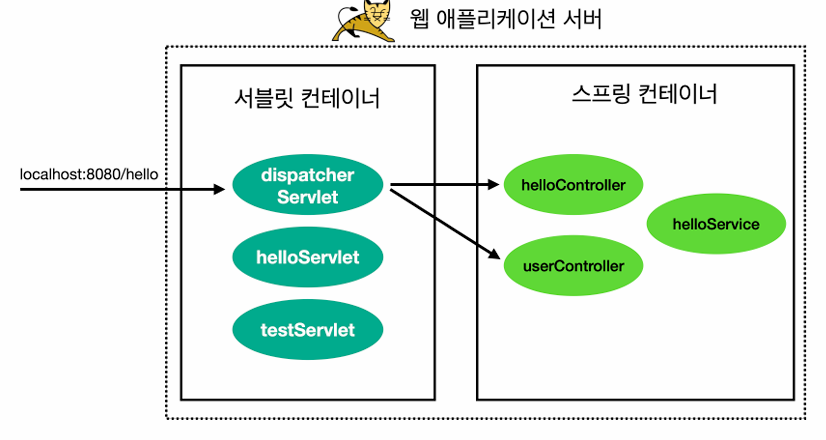 웹 애플리케이션 서버
서블릿 컨테이너
스프링 컨테이너
localhost:8080/hello
dispatcher
Servlet
helloServlet
testServlet
helloController
userController
helloService